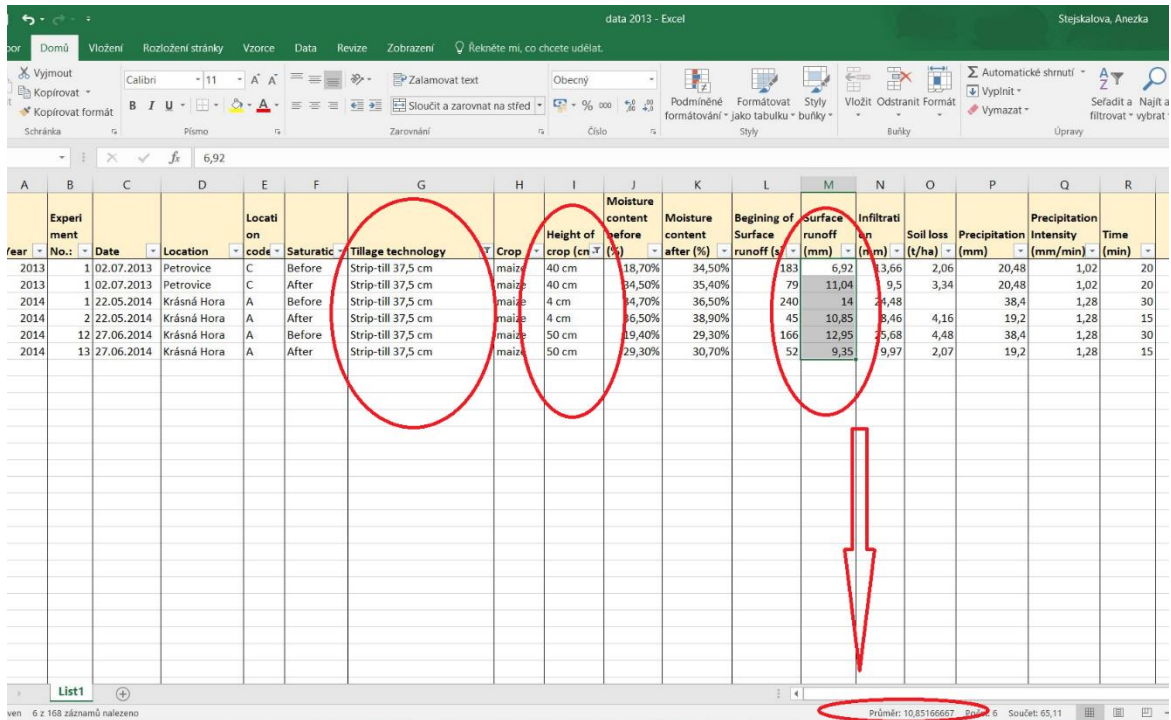 data 2013 - Excel
Stejskalova, Anezka
Domů Vložení Rozložení stránky Vzorce Data Revize Zobrazení Řekněte mi, co chcete udělat.
Vyjmout
Kopírovat
Kopírovat formát
Schránka
Calibri 11
B I U
Písmo
Zalamovat text
Sloučit a zarovnat na střed
Zarovnání
Obecný
% 000
Číslo
Podmíněné formátování
Formátovat jako tabulku
Styly buňky
Styly
Vložit Odstranit Formát
Buňky
Automatické shrnutí
Vyplnit
Vymazat
Seřadit a filtrovat
Najít a vybrat
Úpravy
fx 6,92
A B C D E F G H I J K L M N O P Q R
Experiment No.: Date Location Location code Tillage technology Crop Height of Moisture content before (%) Moisture content after (%) Begining of Surface runoff Surface runoff (mm) Soil loss (t/ha) Precipitation (mm) Precipitation Intensity (mm/min) Time (min)
2013 1 02.07.2013 Petrovice C Before Strip-till 37,5 cm maize 40 cm 18,70% 34,50% 183 6,92 13,66 2,06 20,48 1,02 20
2013 1 02.07.2013 Petrovice C After Strip-till 37,5 cm maize 40 cm 34,50% 35,40% 79 11,04 9,5 3,34 20,48 1,02 20
2014 1 22.05.2014 Krásná Hora A Before Strip-till 37,5 cm maize 4 cm 34,70% 36,50% 240 14 24,48 38,4 1,28 30
2014 2 22.05.2014 Krásná Hora A After Strip-till 37,5 cm maize 4 cm 36,50% 38,90% 45 10,85 8,46 4,16 19,2 1,28 15
2014 12 27.06.2014 Krásná Hora A Before Strip-till 37,5 cm maize 50 cm 19,40% 29,30% 166 12,95 25,68 4,48 38,4 1,28 30
2014 13 27.06.2014 Krásná Hora A After Strip-till 37,5 cm maize 50 cm 29,30% 30,70% 52 9,35 9,97 2,07 19,2 1,28 15
List1
6 z 168 záznamů nalezeno Průměr: 10,85166667 6 Součet: 65,11